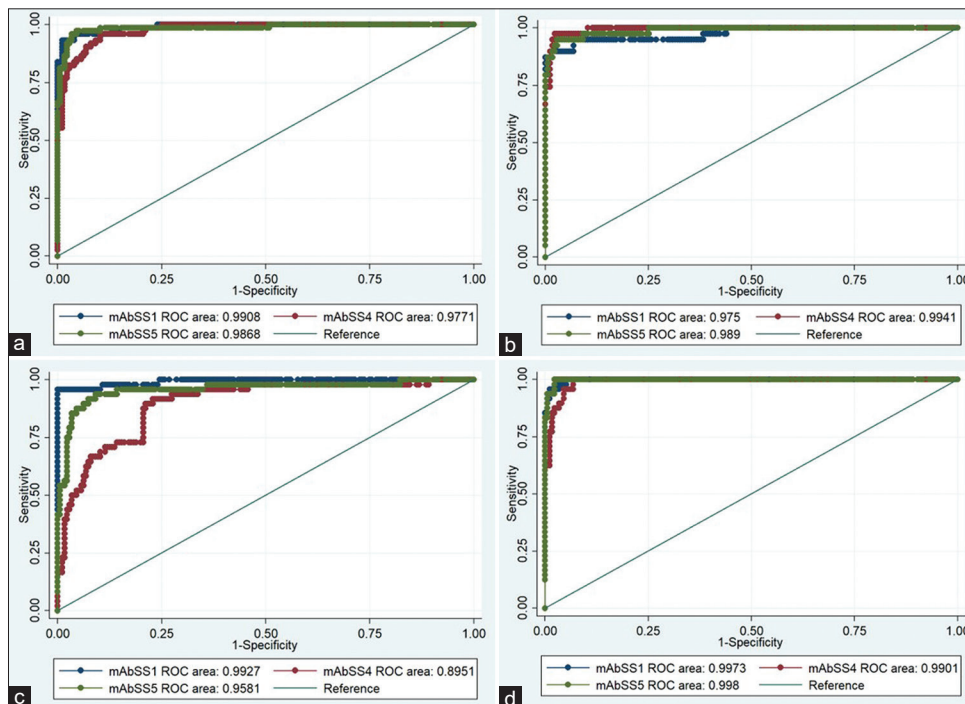 1.00
0.75
0.50
0.25
0.00
Sensitivity
0.00 0.25 0.50 0.75 1.00
1-Specificity
mAbSS1 ROC area: 0.9908 mAbSS4 ROC area: 0.9771
mAbSS5 ROC area: 0.9868 Reference
a
1.00
0.75
0.50
0.25
0.00
Sensitivity
0.00 0.25 0.50 0.75 1.00
1-Specificity
mAbSS1 ROC area: 0.975 mAbSS4 ROC area: 0.9941
mAbSS5 ROC area: 0.989 Reference
b
1.00
0.75
0.50
0.25
0.00
Sensitivity
0.00 0.25 0.50 0.75 1.00
1-Specificity
mAbSS1 ROC area: 0.9927 mAbSS4 ROC area: 0.8951
mAbSS5 ROC area: 0.9581 Reference
c
1.00
0.75
0.50
0.25
0.00
Sensitivity
0.00 0.25 0.50 0.75 1.00
1-Specificity
mAbSS1 ROC area: 0.9973 mAbSS4 ROC area: 0.9901
mAbSS5 ROC area: 0.998 Reference
d